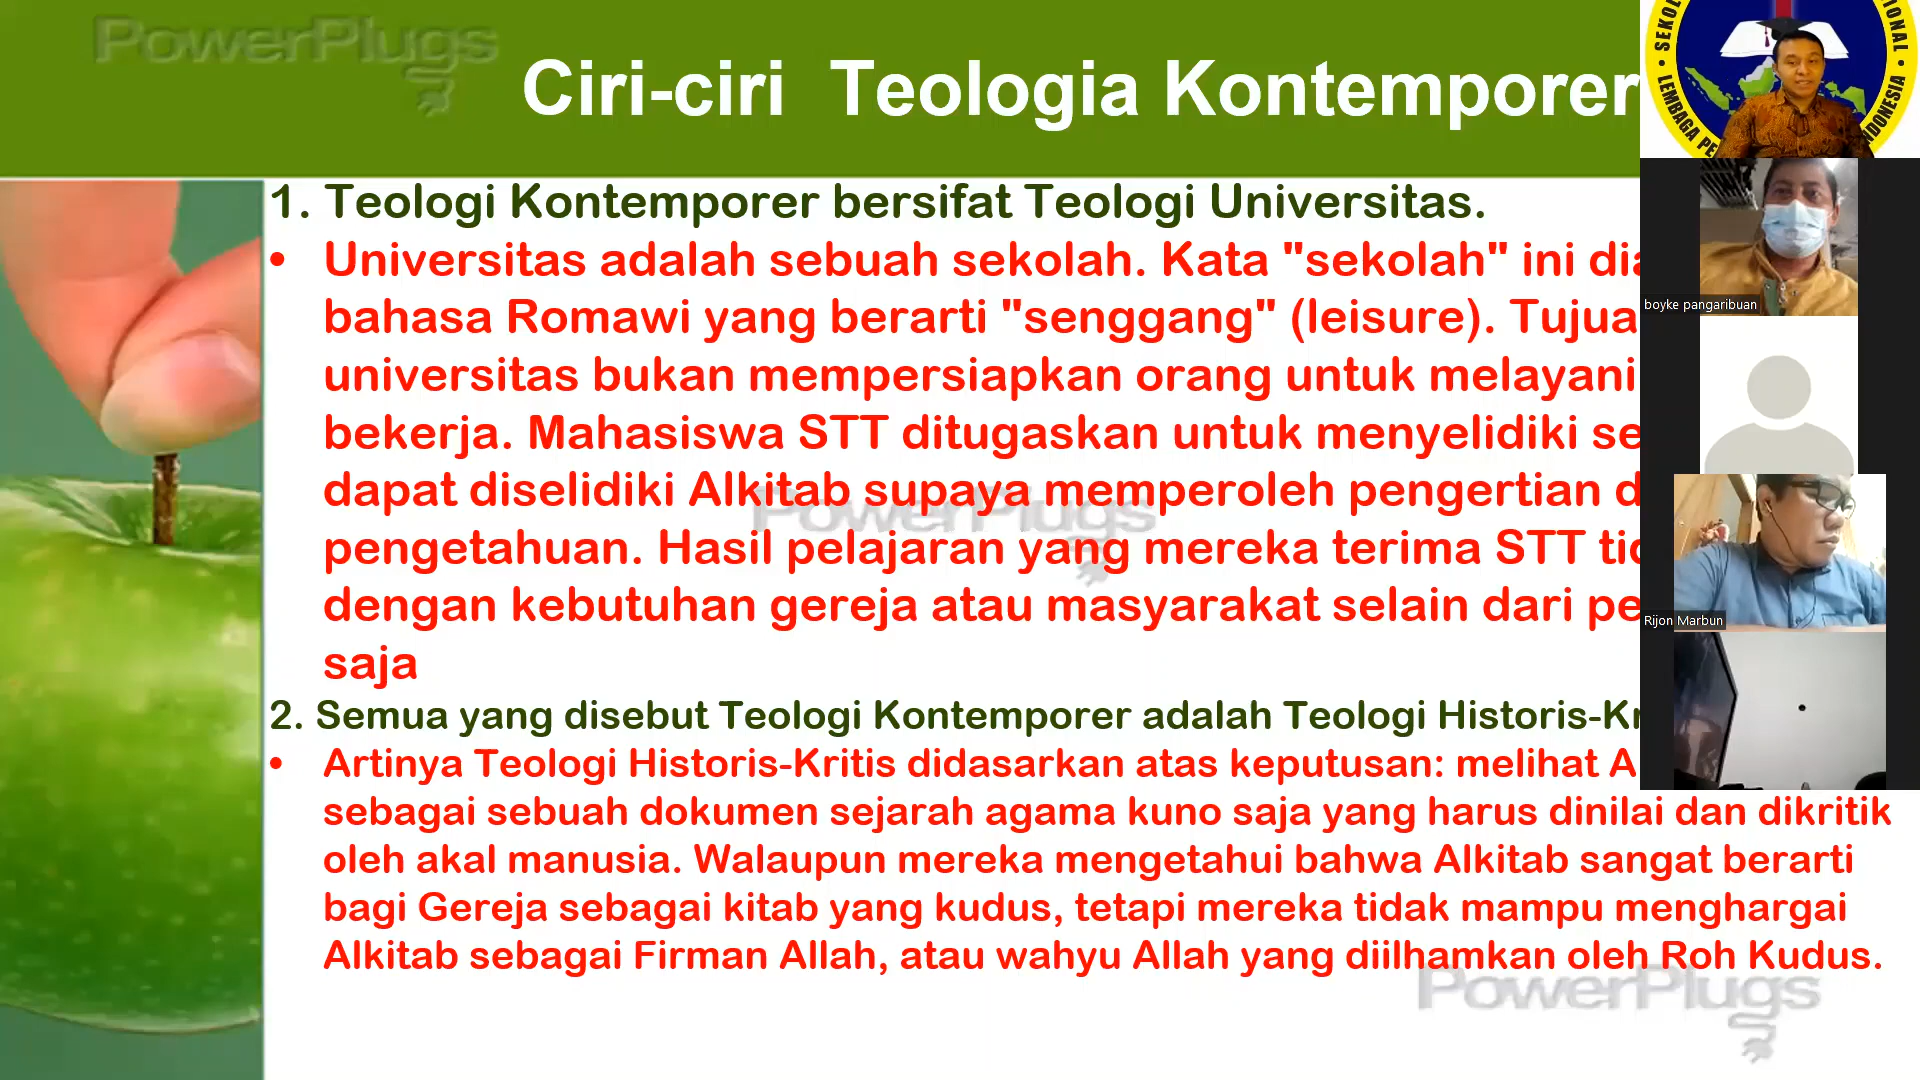 PowerPlugs
Ciri-ciri Teologia Kontemporer
1. Teologi Kontemporer bersifat Teologi Universitas.
• Universitas adalah sebuah sekolah. Kata "sekolah" ini
bahasa Romawi yang berarti "senggang" (leisure).
universitas bukan mempersiapkan orang untuk melayani
bekerja. Mahasiswa STT ditugaskan untuk menyelidiki
dapat diselidiki Alkitab supaya memperoleh pengertian
PowerPlugs
pengetahuan. Hasil pelajaran yang mereka terima STT
dengan kebutuhan gereja atau masyarakat selain dari
saja
2. Semua yang disebut Teologi Kontemporer adalah Teologi
• Artinya Teologi Historis-Kritis didasarkan atas keputusan: melihat
sebagai sebuah dokumen sejarah agama kuno saja yang harus dinilai dan dikritik
oleh akal manusia. Walaupun mereka mengetahui bahwa Alkitab sangat berarti
bagi Gereja sebagai kitab yang kudus, tetapi mereka tidak mampu menghargai
Alkitab sebagai Firman Allah, atau wahyu Allah yang diilhamkan oleh Roh Kudus.
PowerPlugs
LEMBAGA
boyke pangaribuan
Rijon Marbun